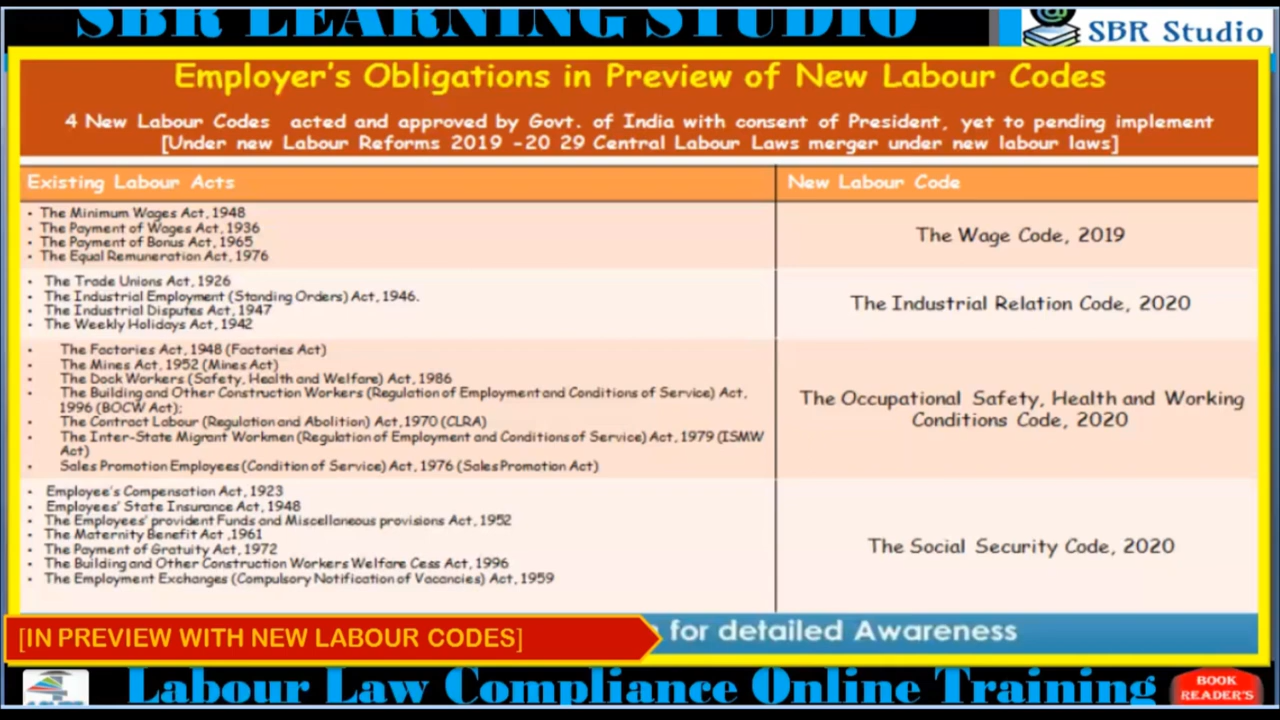 SBR LEARNING STUDIO
SBR Studio
Employer's Obligations in Preview of New Labour Codes
4 New Labour Codes acted and approved by Govt. of India with consent of President, yet to pending implement
[Under new Labour Reforms 2019 -20 29 Central Labour Laws merger under new labour laws]
Existing Labour Acts
New Labour Code
• The Minimum Wages Act, 1948
• The Payment of Wages Act, 1936
• The Payment of Bonus Act, 1965
• The Equal Remuneration Act, 1976
The Wage Code, 2019
• The Trade Unions Act, 1926
• The Industrial Employment (Standing Orders) Act, 1946.
• The Industrial Disputes Act, 1947
• The Weekly Holidays Act, 1942
The Industrial Relation Code, 2020
• The Factories Act, 1948 (Factories Act)
• The Mines Act, 1952 (Mines Act)
• The Dock Workers (Safety, Health and Welfare) Act, 1986
• The Building and Other Construction Workers (Regulation of Employment and Conditions of Service) Act,
1996 (BOCW Act);
• The Contract Labour (Regulation and Abolition) Act, 1970 (CLRA)
• The Inter-State Migrant Workmen (Regulation of Employment and Conditions of Service) Act, 1979 (ISMW
Act)
• Sales Promotion Employees (Condition of Service) Act, 1976 (Sales Promotion Act)
The Occupational Safety, Health and Working
Conditions Code, 2020
• Employee's Compensation Act, 1923
• Employees' State Insurance Act, 1948
• The Employees' provident Funds and Miscellaneous provisions Act, 1952
• The Maternity Benefit Act ,1961
• The Payment of Gratuity Act, 1972
• The Building and Other Construction Workers Welfare Cess Act, 1996
• The Employment Exchanges (Compulsory Notification of Vacancies) Act, 1959
The Social Security Code, 2020
[IN PREVIEW WITH NEW LABOUR CODES]
for detailed Awareness
Labour Law Compliance Online Training
BOOK
READER'S